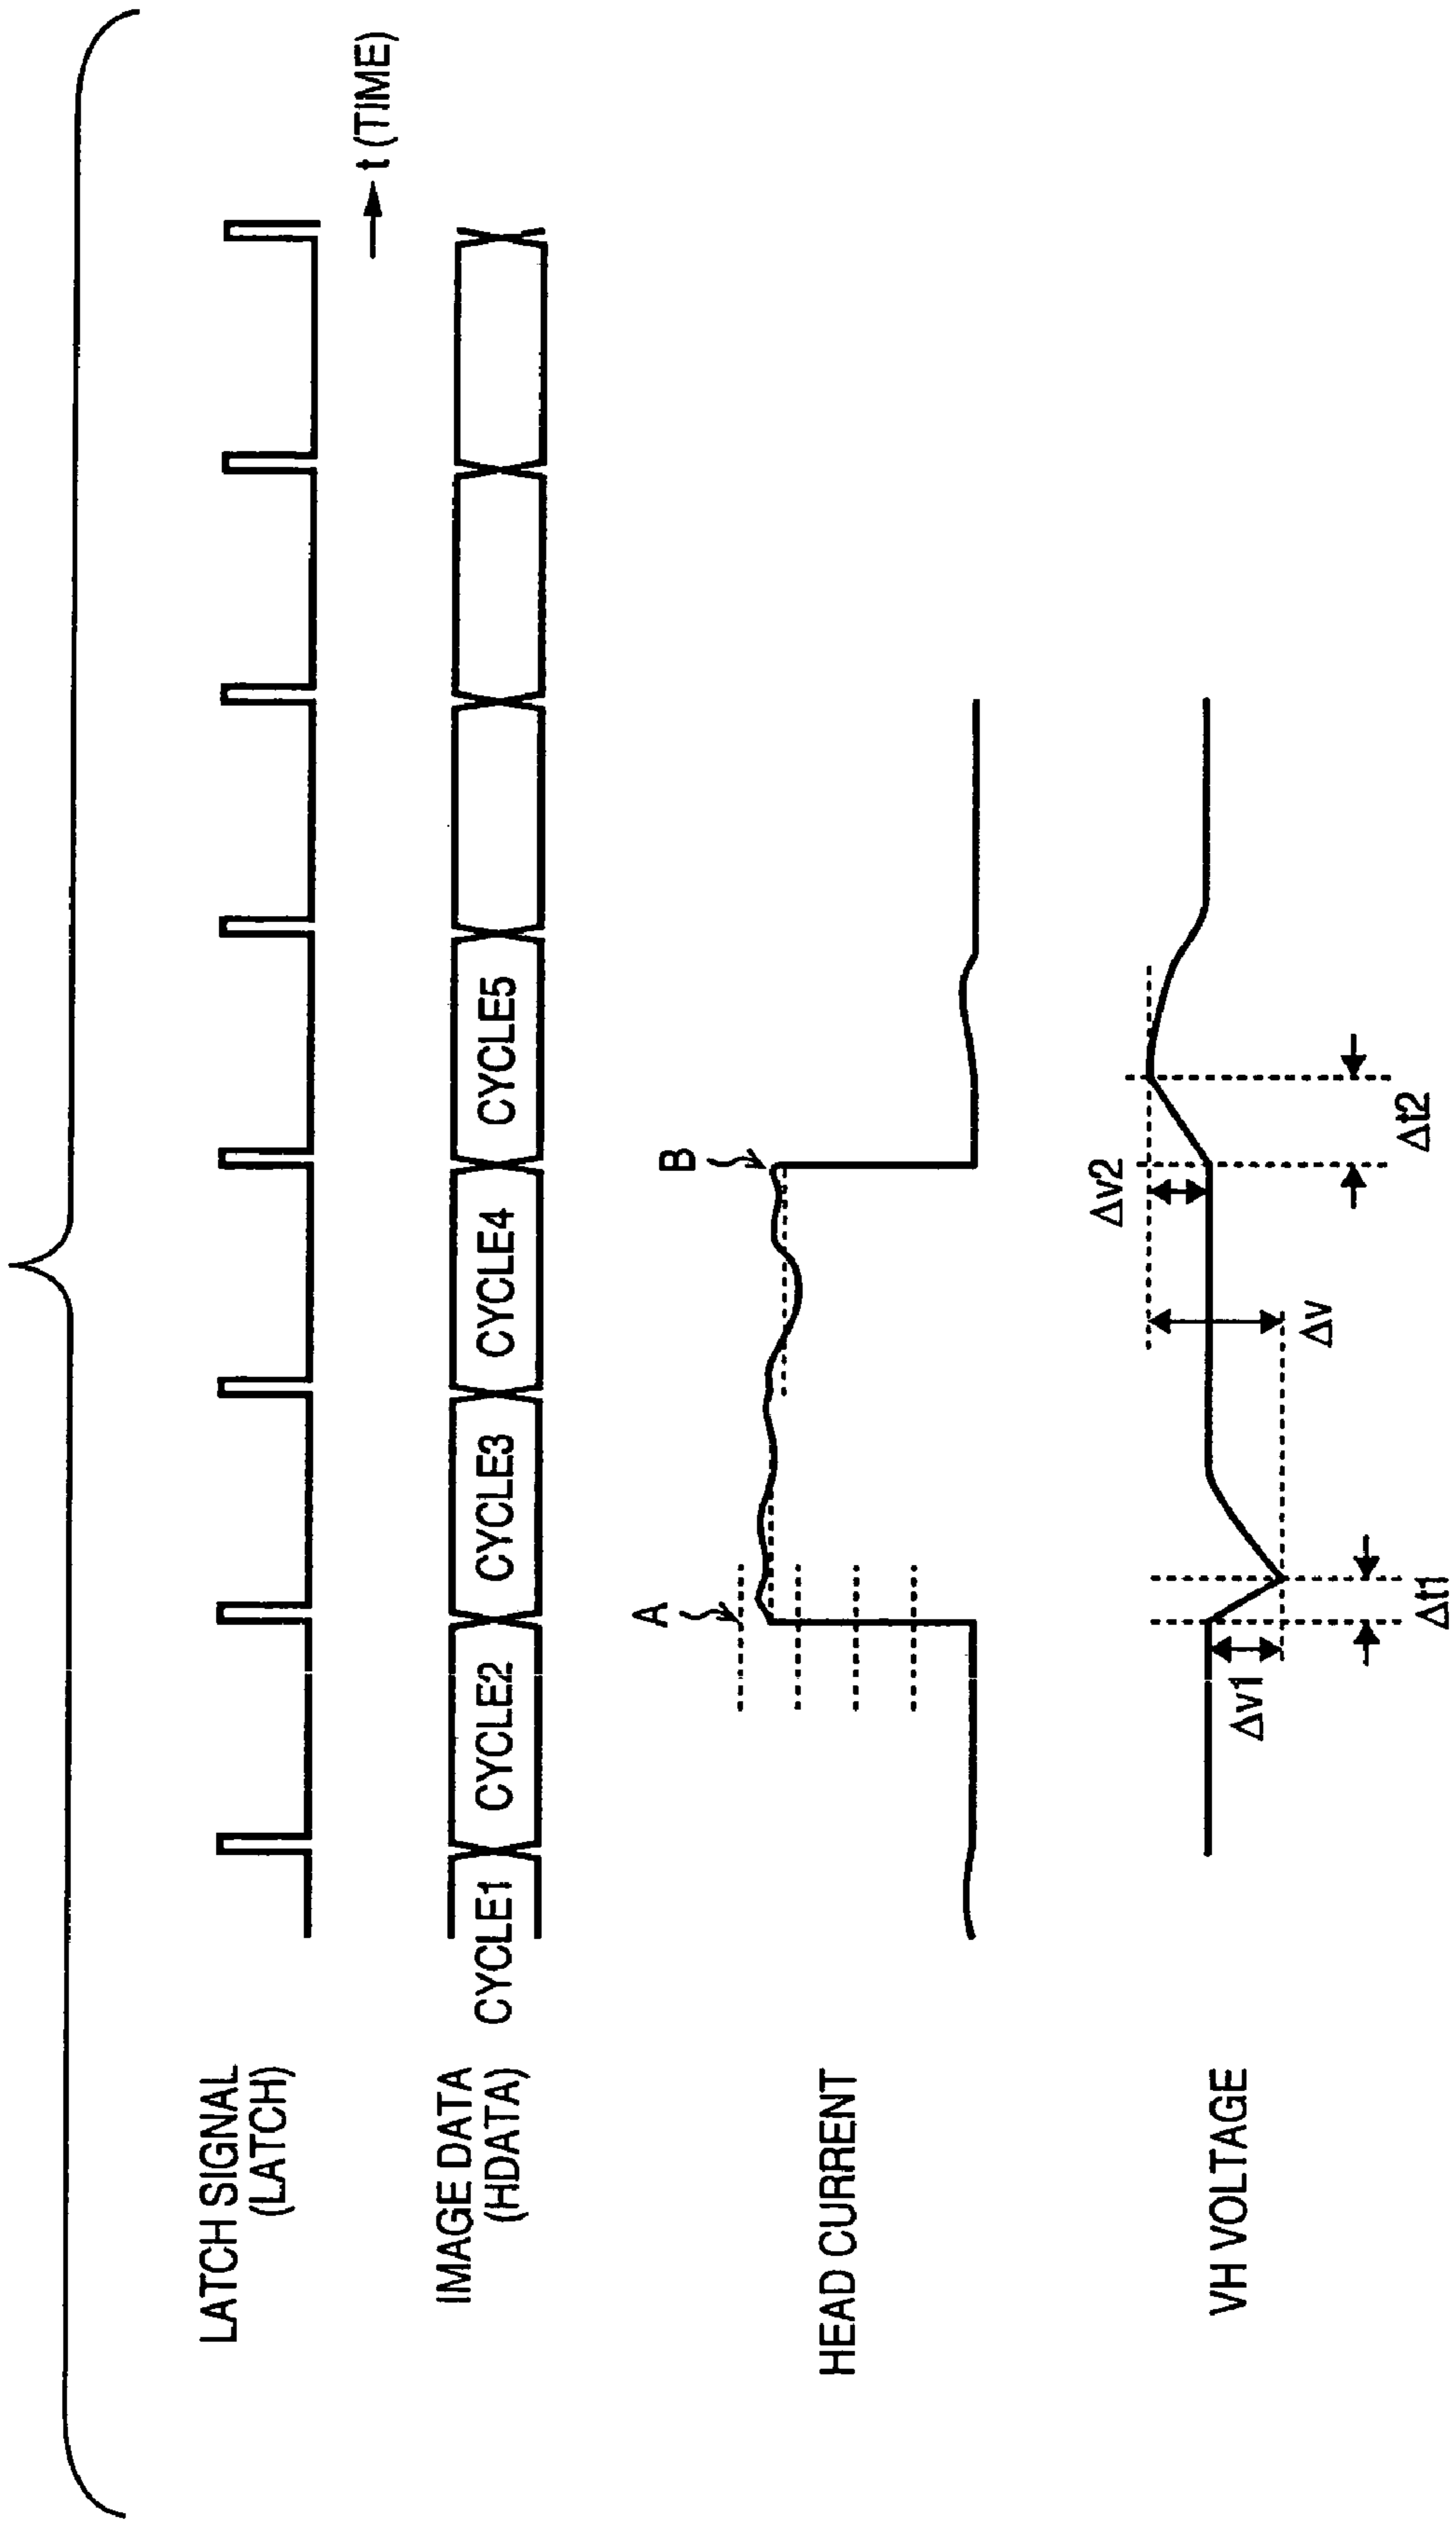 LATCH SIGNAL
(LATCH)
t (TIME)
IMAGE DATA
(HDATA)
CYCLE1
CYCLE2
CYCLE3
CYCLE4
CYCLE5
A
B
HEAD CURRENT
Δv2
Δv1
Δv
VH VOLTAGE
Δt1
Δt2